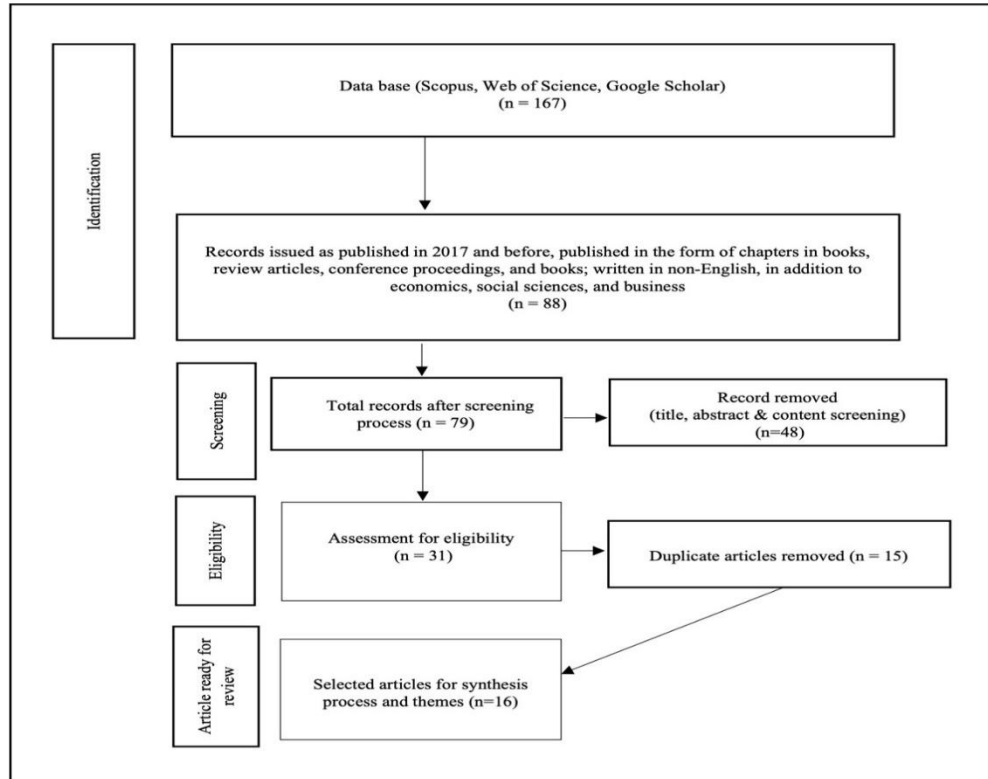 Identification
Data base (Scopus, Web of Science, Google Scholar)
(n = 167)
Records issued as published in 2017 and before, published in the form of chapters in books,
review articles, conference proceedings, and books; written in non-English, in addition to
economics, social sciences, and business
(n = 88)
Screening
Total records after screening
process (n = 79)
Record removed
(title, abstract & content screening)
(n=48)
Eligibility
Assessment for eligibility
(n = 31)
Duplicate articles removed (n = 15)
Article ready for
review
Selected articles for synthesis
process and themes (n=16)